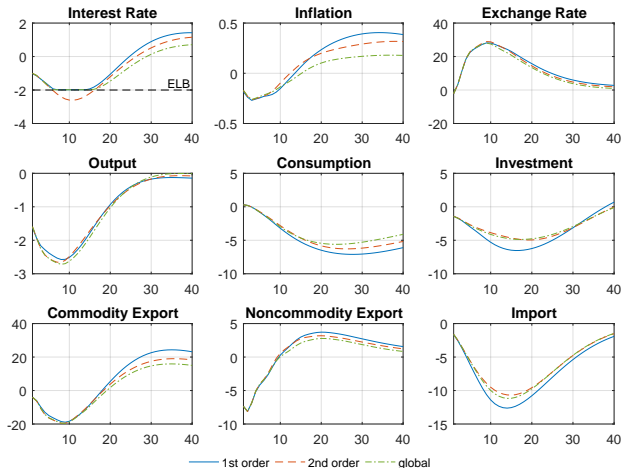 Interest Rate
Inflation
Exchange Rate
2
0
-2
-4
ELB
10 20 30 40
0.5
0
-0.5
10 20 30 40
40
20
0
-20
10 20 30 40
Output
Consumption
Investment
0
-1
-2
-3
10 20 30 40
5
0
-5
-10
10 20 30 40
5
0
-5
-10
10 20 30 40
Commodity Export
Noncommodity Export
Import
40
20
0
-20
10 20 30 40
5
0
-5
-10
10 20 30 40
0
-5
-10
-15
10 20 30 40
1st order 2nd order global